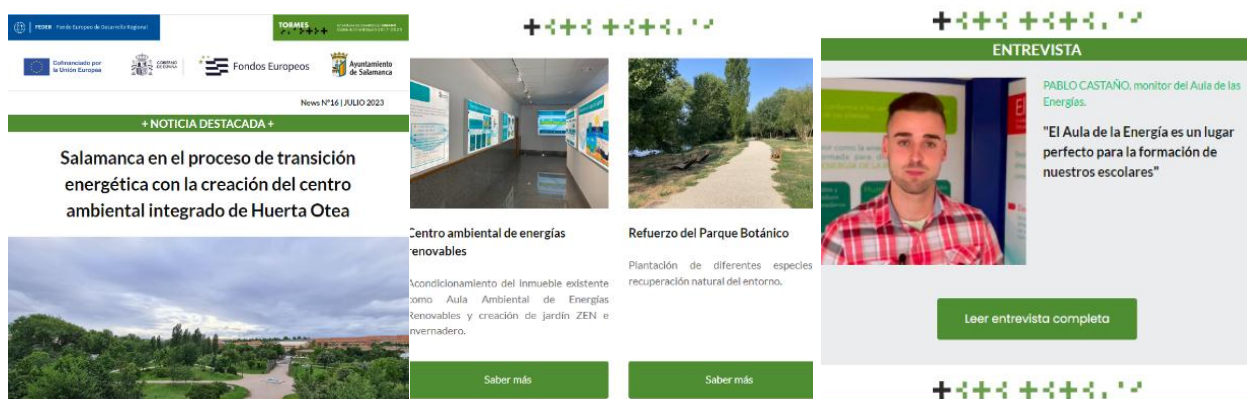 FEDER Fondo Europeo de Desarrollo Regional
TORMES
Cofinanciado por
la Unión Europea
GOBIERNO
DE ESPAÑA
Fondos Europeos
Ayuntamiento
de Salamanca
News Nº16 | JULIO 2023
+ NOTICIA DESTACADA +
Salamanca en el proceso de transición
energética con la creación del centro
ambiental integrado de Huerta Otea
Centro ambiental de energías
renovables
Acondicionamiento del inmueble existente
como Aula Ambiental de Energías
Renovables y creación de jardín ZEN e
invernadero.
Saber más
Refuerzo del Parque Botánico
Plantación de diferentes especies
recuperación natural del entorno.
Saber más
ENTREVISTA
PABLO CASTAÑO, monitor del Aula de las
Energías.
"El Aula de la Energía es un lugar
perfecto para la formación de
nuestros escolares"
Leer entrevista completa